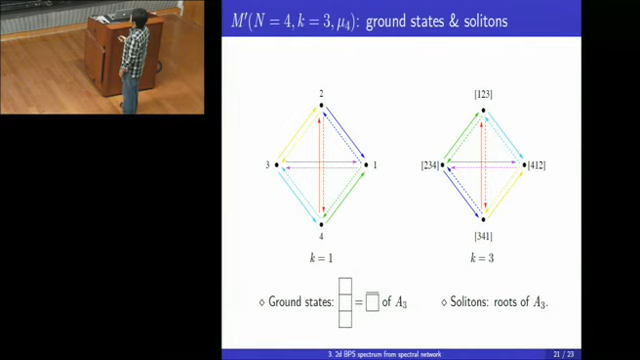 M′(N = 4, k = 3, μ₄): ground states & solitons
2
3
1
4
k = 1
[123]
[234]
[412]
[341]
k = 3
◇ Ground states: = of A₃
◇ Solitons: roots of A₃.
3. 2d BPS spectrum from spectral network
21 / 23